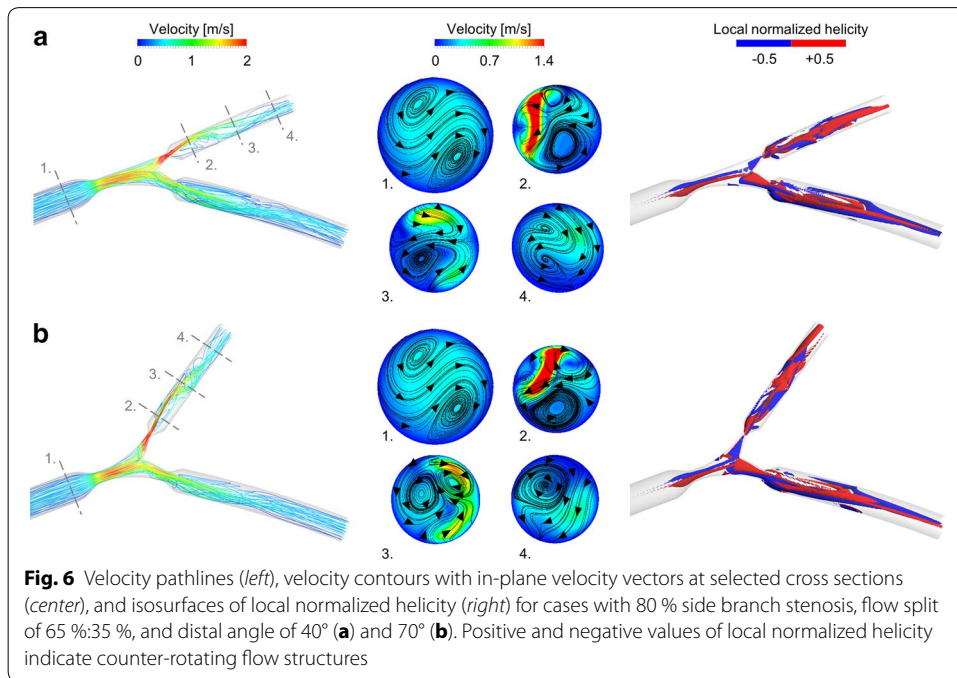 a
Velocity [m/s]
0 1 2
Velocity [m/s]
0 0.7 1.4
Local normalized helicity
-0.5 +0.5
1.
2.
3.
4.
1.
2.
3.
4.
b
1.
2.
3.
4.
1.
2.
3.
4.
Fig. 6 Velocity pathlines (left), velocity contours with in-plane velocity vectors at selected cross sections
(center), and isosurfaces of local normalized helicity (right) for cases with 80 % side branch stenosis, flow split
of 65 %:35 %, and distal angle of 40° (a) and 70° (b). Positive and negative values of local normalized helicity
indicate counter-rotating flow structures